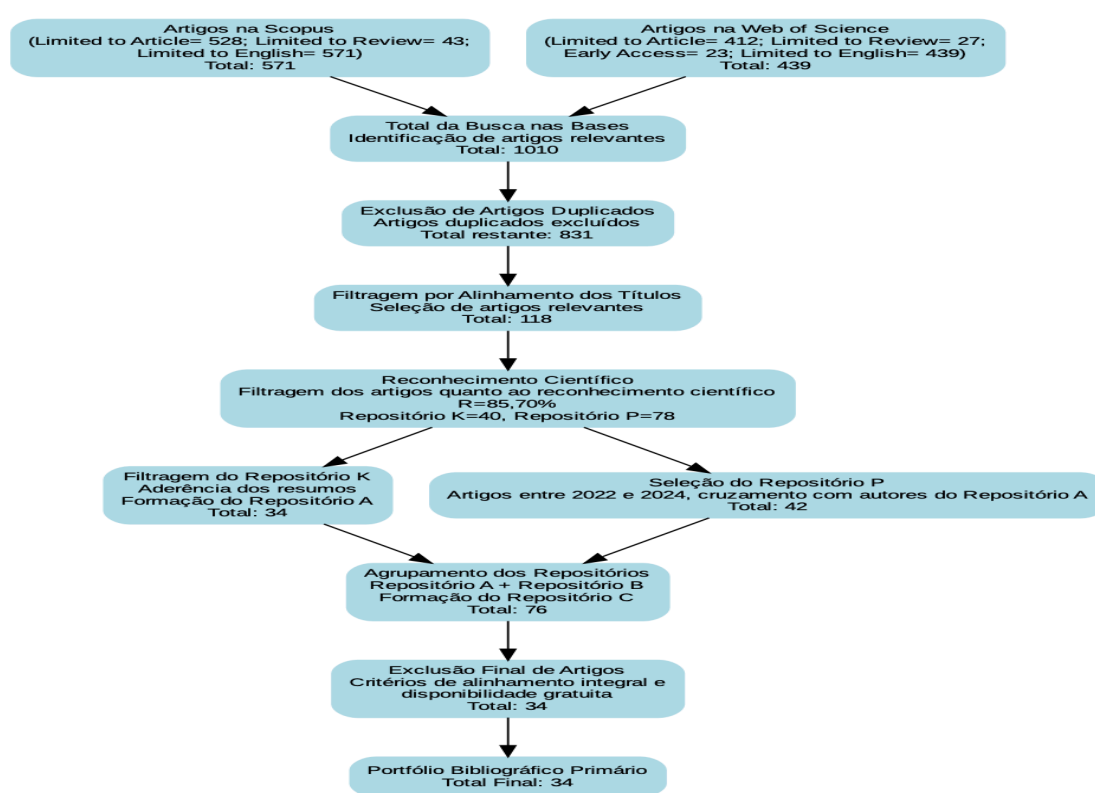 Artigos na Scopus
(Limited to Article= 528; Limited to Review= 43;
Limited to English= 571)
Total: 571
Artigos na Web of Science
(Limited to Article= 412; Limited to Review= 27;
Early Access= 23; Limited to English= 439)
Total: 439
Total da Busca nas Bases
Identificação de artigos relevantes
Total: 1010
Exclusão de Artigos Duplicados
Artigos duplicados excluídos
Total restante: 831
Filtragem por Alinhamento dos Títulos
Seleção de artigos relevantes
Total: 118
Reconhecimento Científico
Filtragem dos artigos quanto ao reconhecimento científico
R=85,70%
Repositório K=40, Repositório P=78
Filtragem do Repositório K
Aderência dos resumos
Formação do Repositório A
Total: 34
Seleção do Repositório P
Artigos entre 2022 e 2024, cruzamento com autores do Repositório A
Total: 42
Agrupamento dos Repositórios
Repositório A + Repositório B
Formação do Repositório C
Total: 76
Exclusão Final de Artigos
Critérios de alinhamento integral e
disponibilidade gratuita
Total: 34
Portfólio Bibliográfico Primário
Total Final: 34